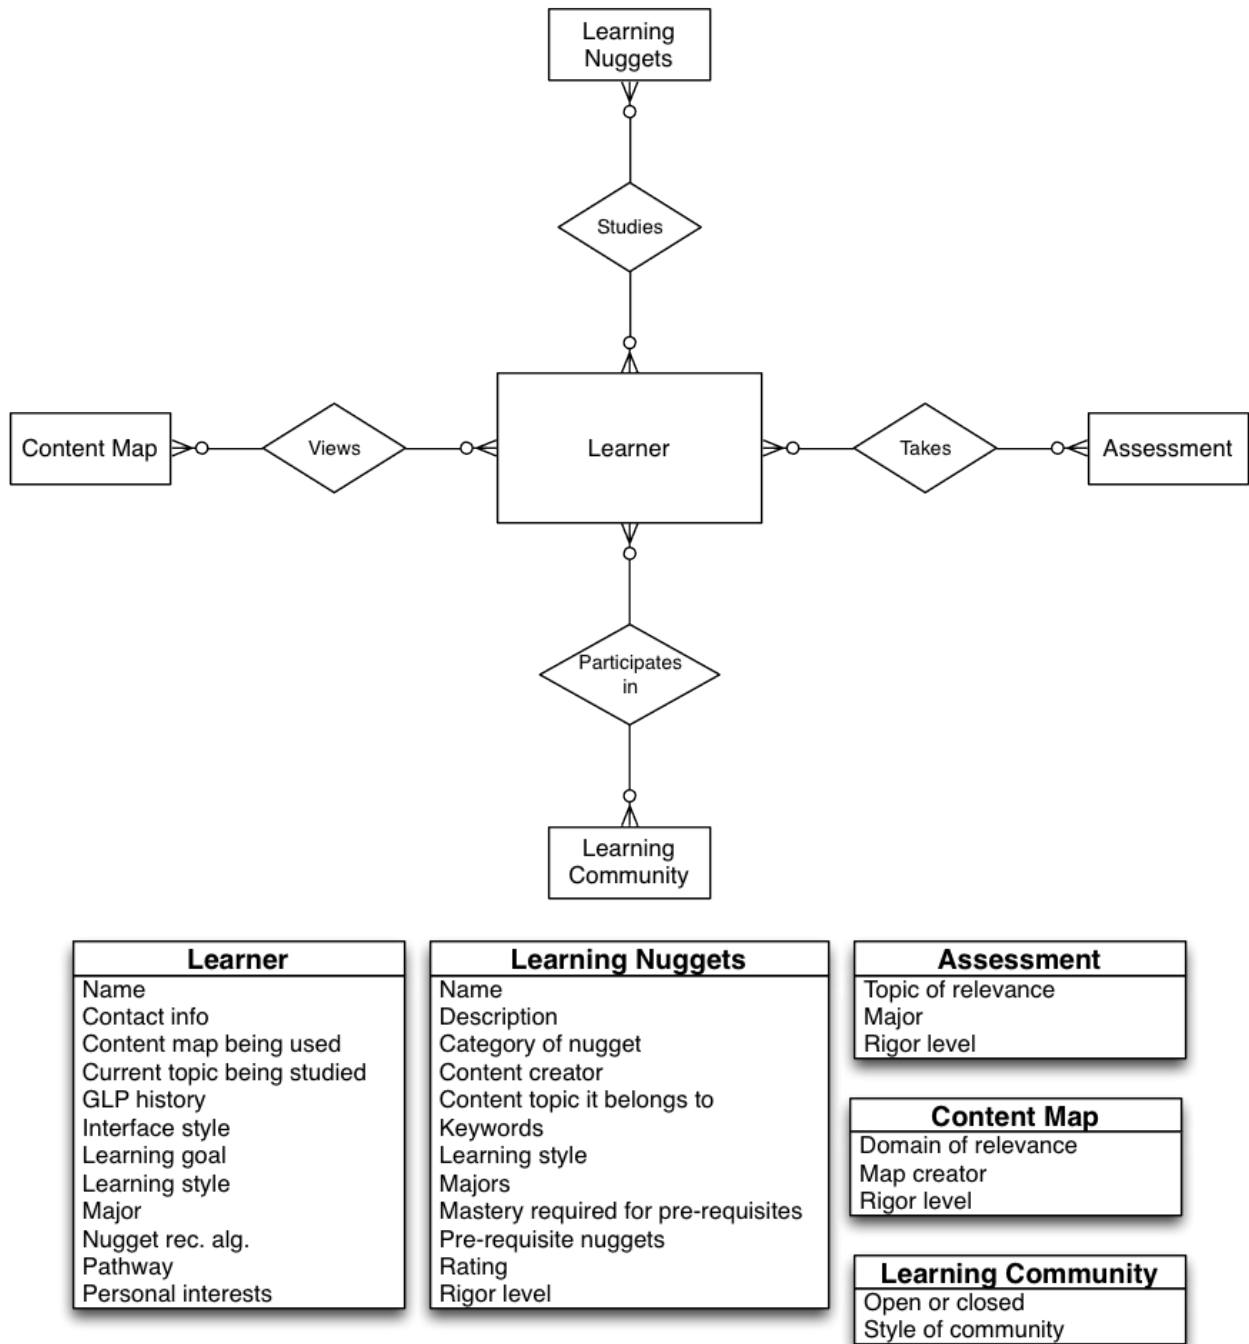 Learning
Nuggets
Studies
Content Map
Views
Learner
Takes
Assessment
Participates
in
Learning
Community
Learner
Name
Contact info
Content map being used
Current topic being studied
GLP history
Interface style
Learning goal
Learning style
Major
Nugget rec. alg.
Pathway
Personal interests
Learning Nuggets
Name
Description
Category of nugget
Content creator
Content topic it belongs to
Keywords
Learning style
Majors
Mastery required for pre-requisites
Pre-requisite nuggets
Rating
Rigor level
Assessment
Topic of relevance
Major
Rigor level
Content Map
Domain of relevance
Map creator
Rigor level
Learning Community
Open or closed
Style of community